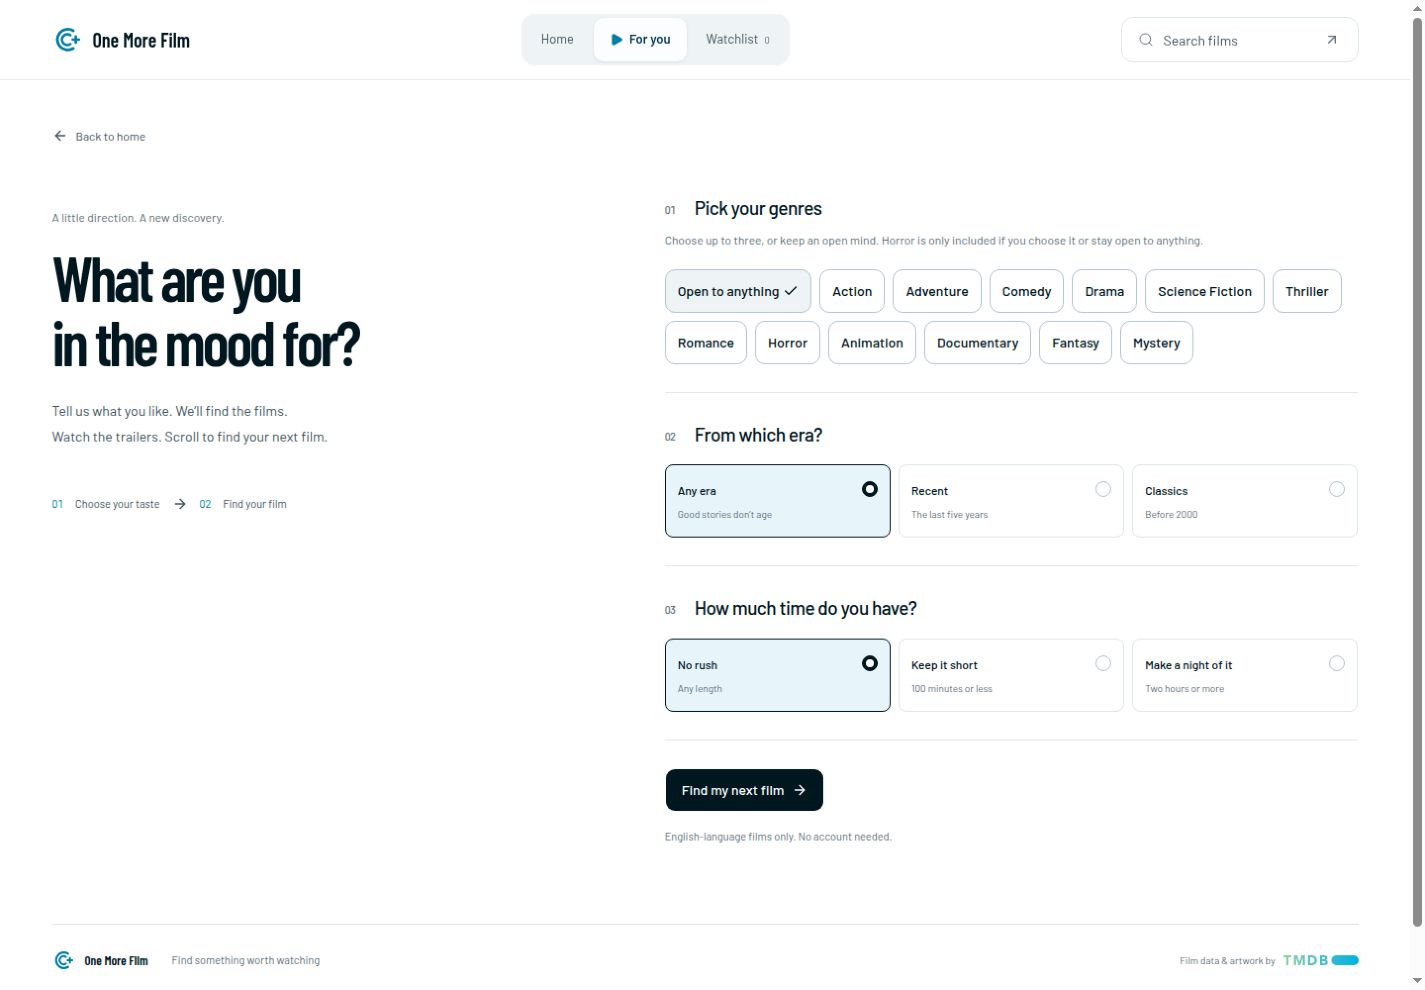 One More Film
Home
For you
Watchlist 0
Search films
Back to home
A little direction. A new discovery.
What are you
in the mood for?
Tell us what you like. We'll find the films.
Watch the trailers. Scroll to find your next film.
01 Choose your taste → 02 Find your film
01 Pick your genres
Choose up to three, or keep an open mind. Horror is only included if you choose it or stay open to anything.
Open to anything ✓ Action Adventure Comedy Drama Science Fiction Thriller
Romance Horror Animation Documentary Fantasy Mystery
02 From which era?
Any era
Good stories don't age
Recent
The last five years
Classics
Before 2000
03 How much time do you have?
No rush
Any length
Keep it short
100 minutes or less
Make a night of it
Two hours or more
Find my next film →
English-language films only. No account needed.
One More Film Find something worth watching
Film data & artwork by TMDB